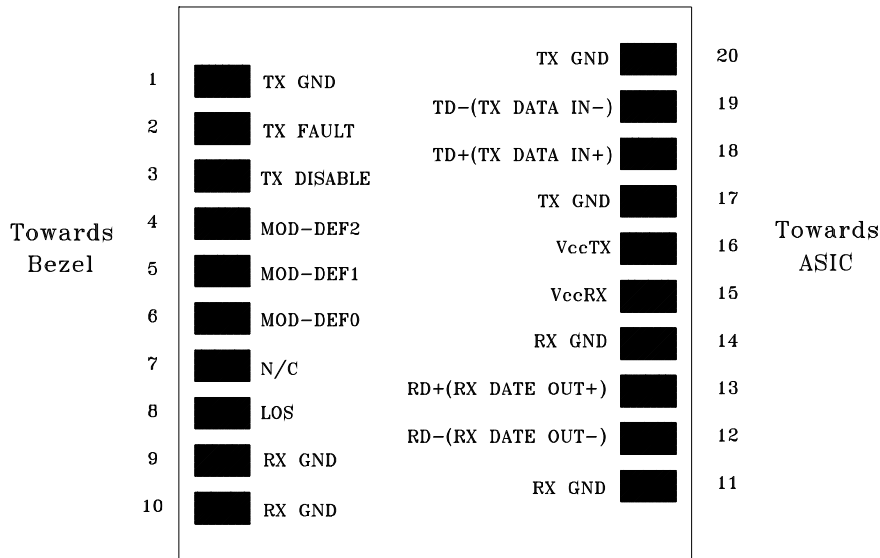 Towards
Bezel
1 TX GND
2 TX FAULT
3 TX DISABLE
4 MOD-DEF2
5 MOD-DEF1
6 MOD-DEF0
7 N/C
8 LOS
9 RX GND
10 RX GND
TX GND 20
TD-(TX DATA IN-) 19
TD+(TX DATA IN+) 18
TX GND 17
VccTX 16
VccRX 15
RX GND 14
RD+(RX DATE OUT+) 13
RD-(RX DATE OUT-) 12
RX GND 11
Towards
ASIC